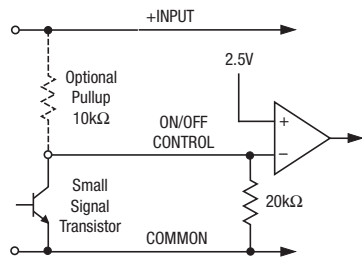 +INPUT
Optional
Pullup
10kΩ
2.5V
ON/OFF
CONTROL
+
−
Small
Signal
Transistor
20kΩ
COMMON